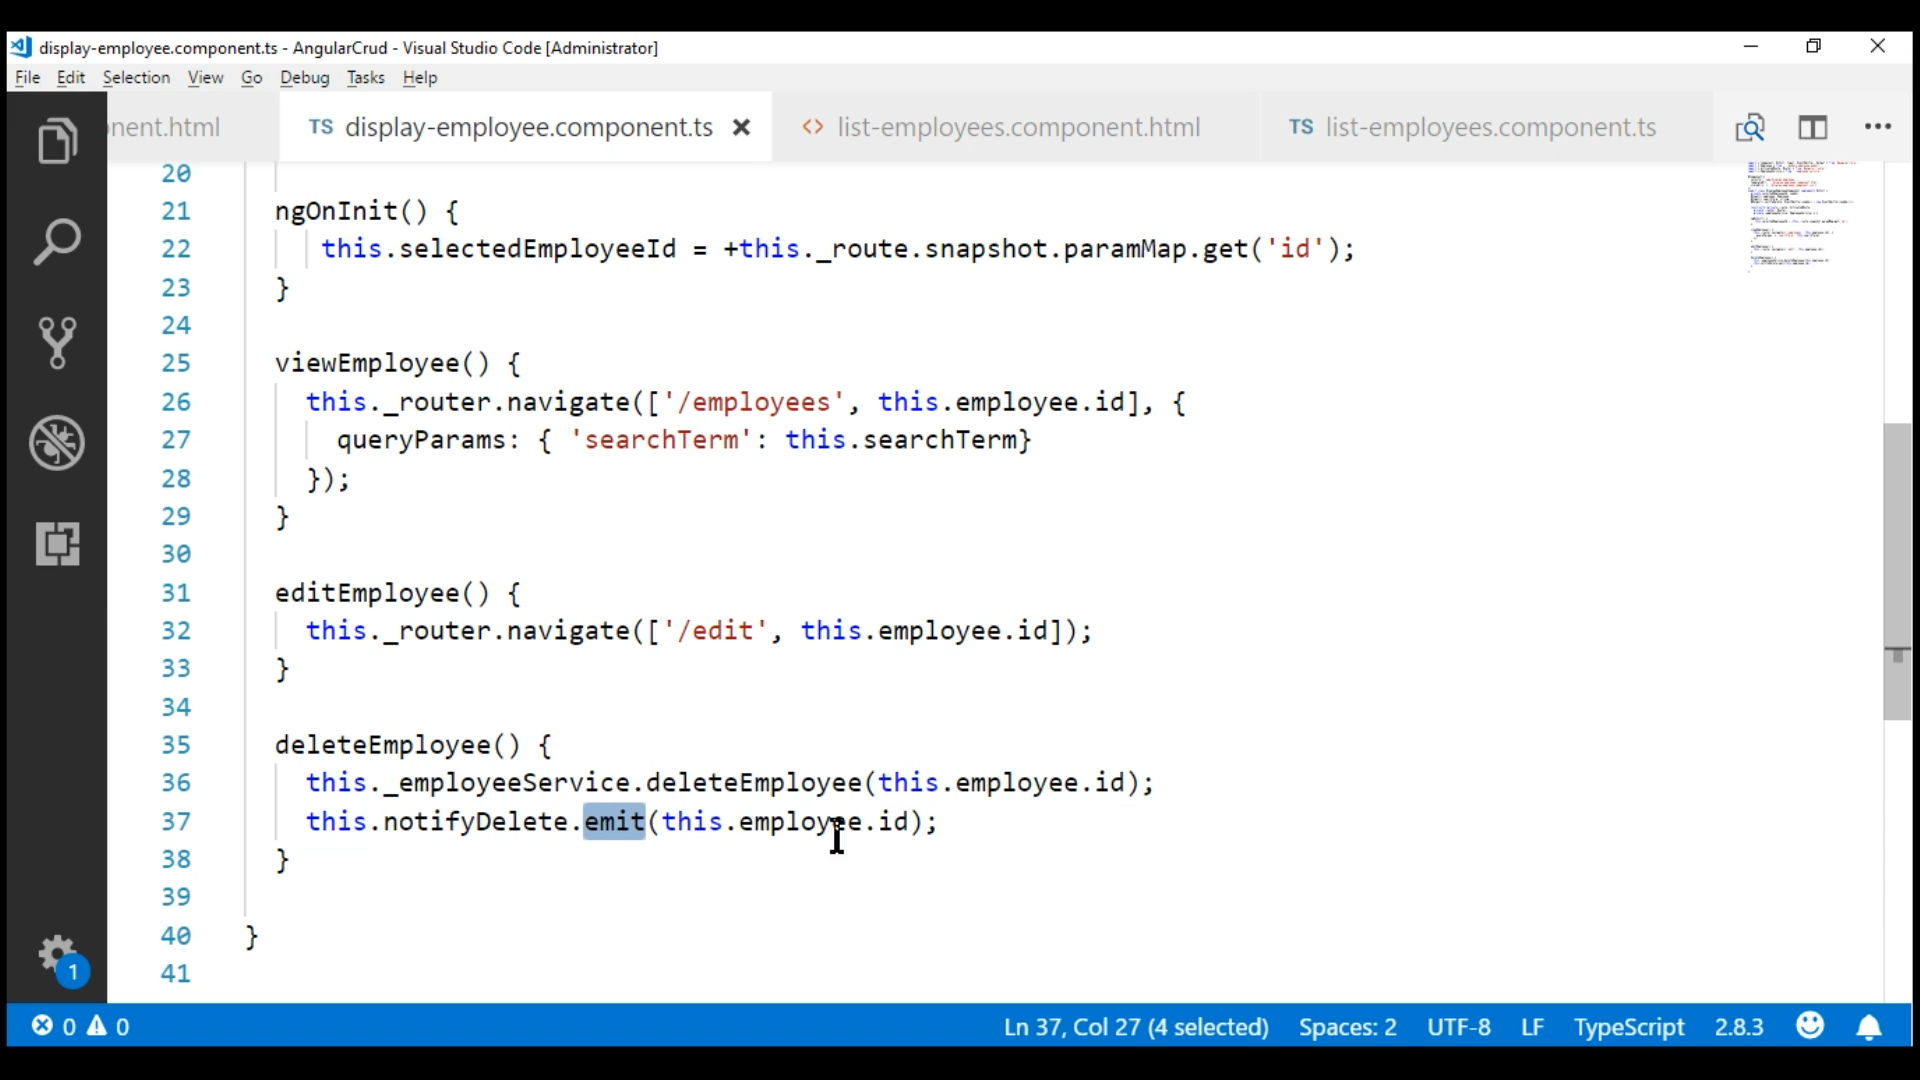 display-employee.component.ts - AngularCrud - Visual Studio Code [Administrator]
File Edit Selection View Go Debug Tasks Help
nent.html TS display-employee.component.ts <> list-employees.component.html TS list-employees.component.ts
20
21 ngOnInit() {
22 this.selectedEmployeeId = +this._route.snapshot.paramMap.get('id');
23 }
24
25 viewEmployee() {
26 this._router.navigate(['/employees', this.employee.id], {
27 queryParams: { 'searchTerm': this.searchTerm}
28 });
29 }
30
31 editEmployee() {
32 this._router.navigate(['/edit', this.employee.id]);
33 }
34
35 deleteEmployee() {
36 this._employeeService.deleteEmployee(this.employee.id);
37 this.notifyDelete.emit(this.employee.id);
38 }
39
40 }
41
1
0 0 Ln 37, Col 27 (4 selected) Spaces: 2 UTF-8 LF TypeScript 2.8.3